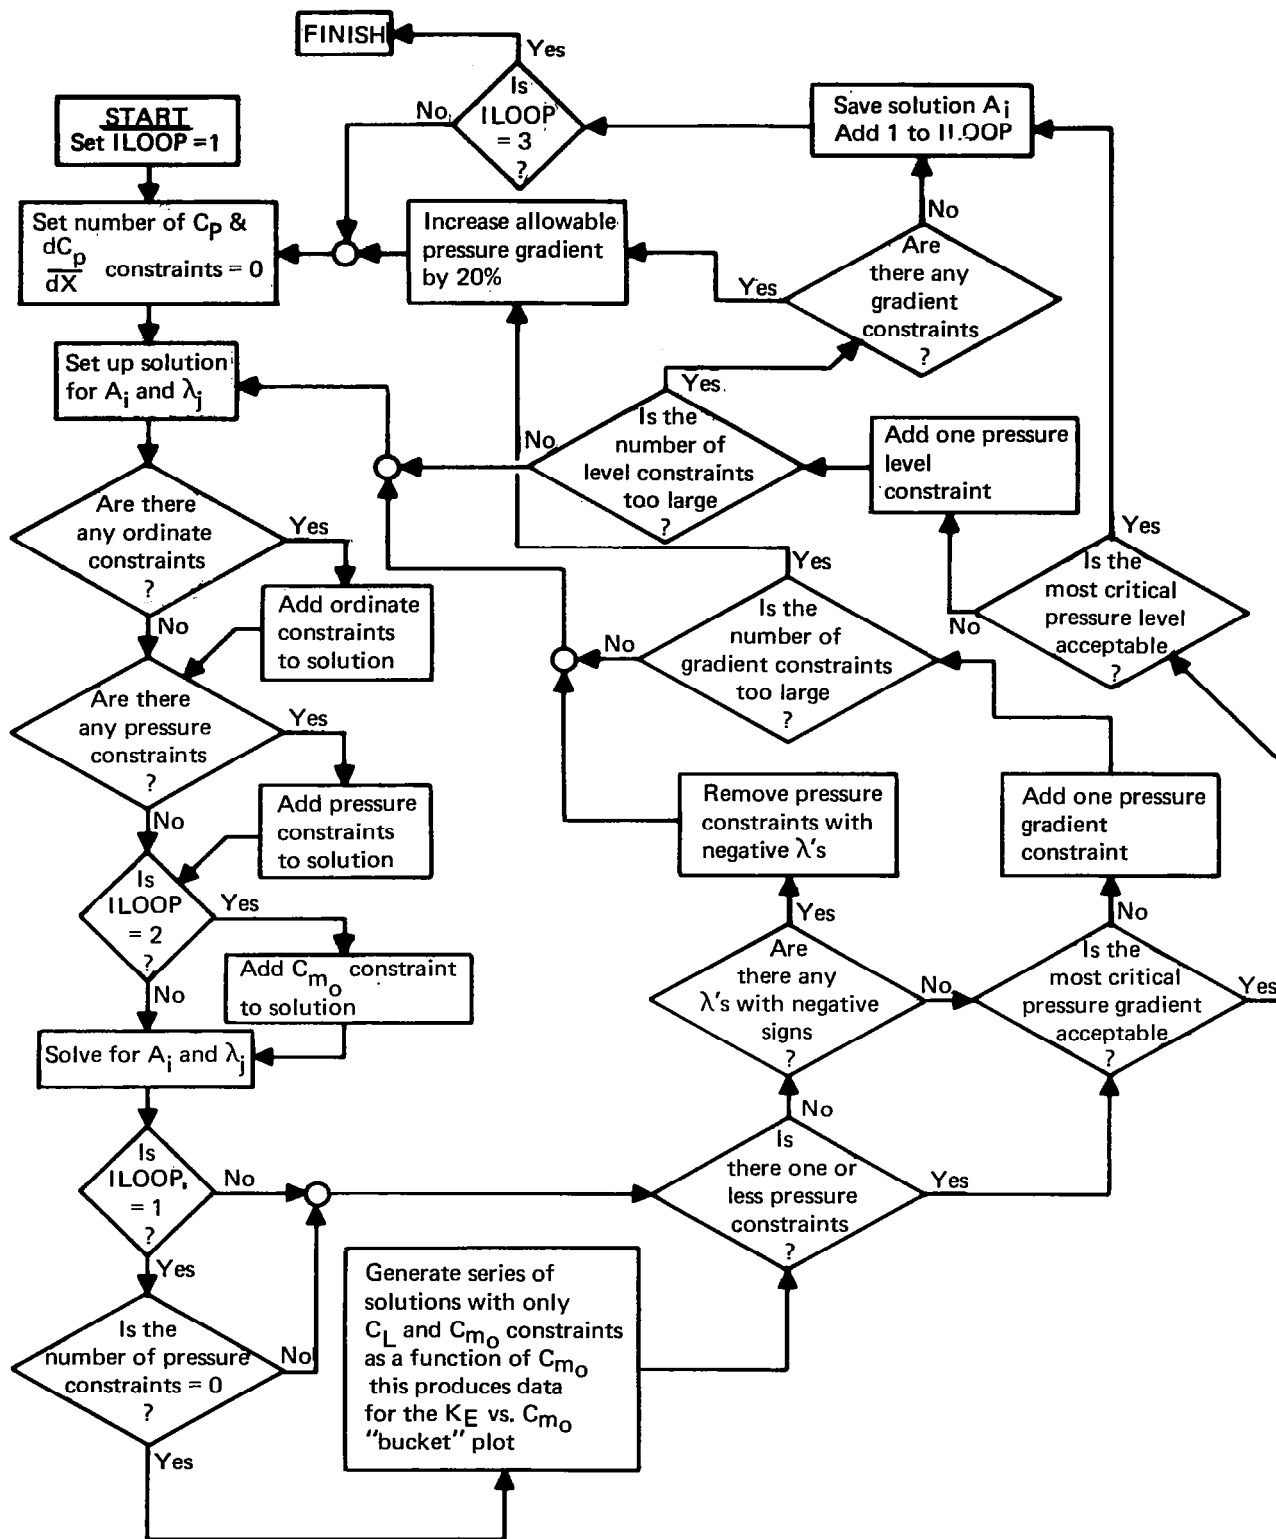 FINISH
Yes
Is
ILOOP
= 3
?
No
START
Set ILOOP = 1
Save solution Ai
Add 1 to ILOOP
Set number of Cp &
dCp
dX constraints = 0
Increase allowable
pressure gradient
by 20%
No
Are
there any
gradient
constraints
?
Yes
Set up solution
for Ai and λj
Yes
Is the
number of
level constraints
too large
?
No
Add one pressure
level
constraint
Are there
any ordinate
constraints
?
Yes
No
Add ordinate
constraints
to solution
Yes
Is the
number of
gradient constraints
too large
?
No
Yes
Is the
most critical
pressure level
acceptable
?
No
Are there
any pressure
constraints
?
Yes
No
Add pressure
constraints
to solution
Remove pressure
constraints with
negative λ's
Add one pressure
gradient
constraint
Is
ILOOP
= 2
?
Yes
No
Add Cmo constraint
to solution
Yes
Are
there any
λ's with negative
signs
?
No
No
Is the
most critical
pressure gradient
acceptable
?
Yes
Solve for Ai and λj
Is
ILOOP
= 1
?
No
Yes
No
Is
there one or
less pressure
constraints
?
Yes
Is the
number of pressure
constraints = 0
?
No
Yes
Generate series of
solutions with only
CL and Cmo constraints
as a function of Cmo
this produces data
for the KE vs. Cmo
"bucket" plot